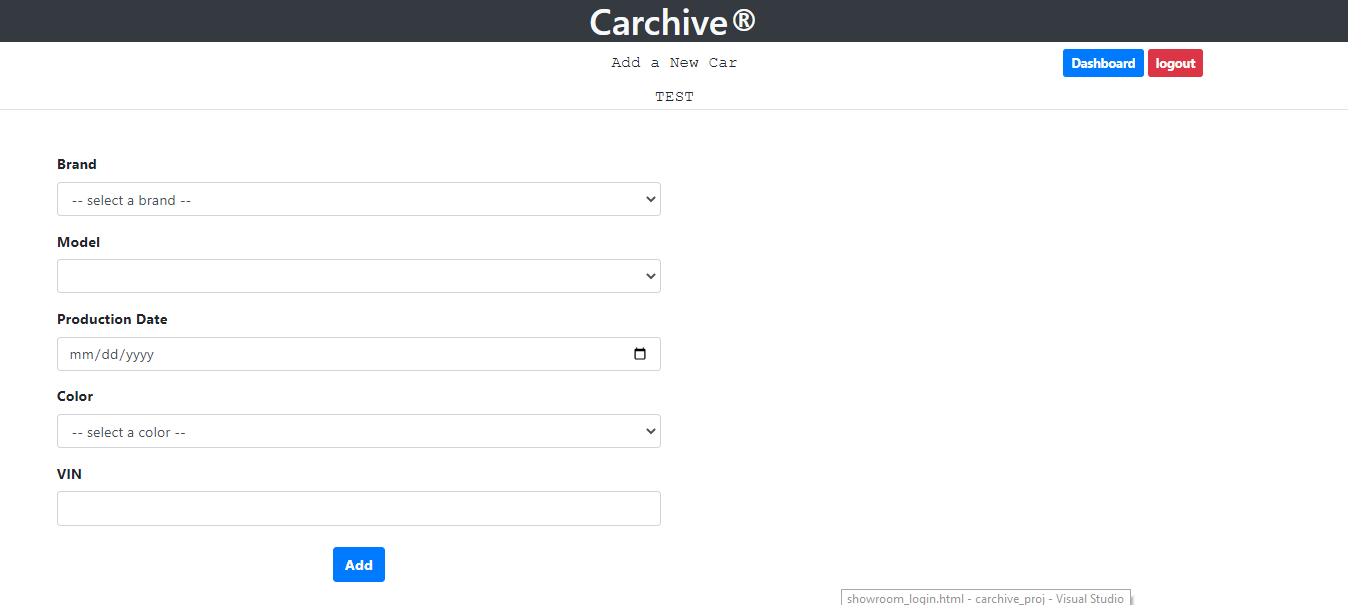 Carchive®
Add a New Car
Dashboard
logout
TEST
Brand
-- select a brand --
Model
Production Date
mm/dd/yyyy
Color
-- select a color --
VIN
Add
showroom_login.html - carchive_proj - Visual Studio